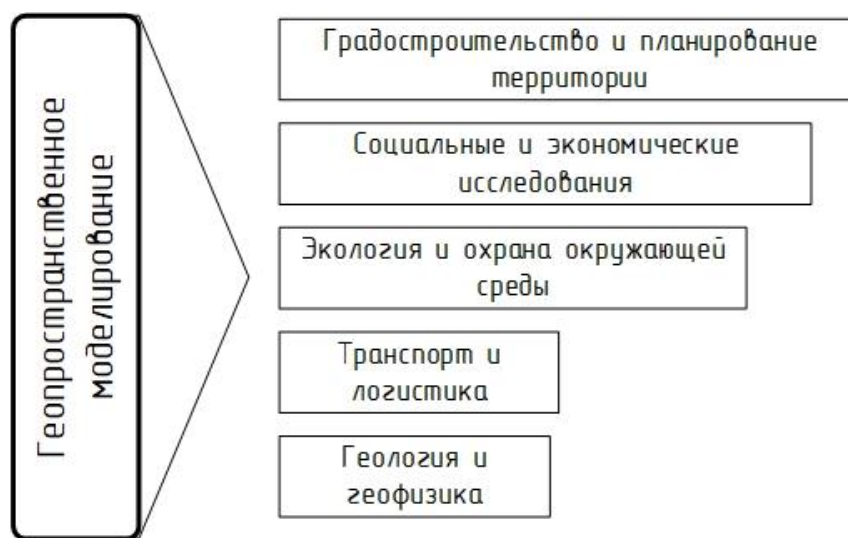 Геопространственное
моделирование
Градостроительство и планирование
территории
Социальные и экономические
исследования
Экология и охрана окружающей
среды
Транспорт и
логистика
Геология и
геофизика